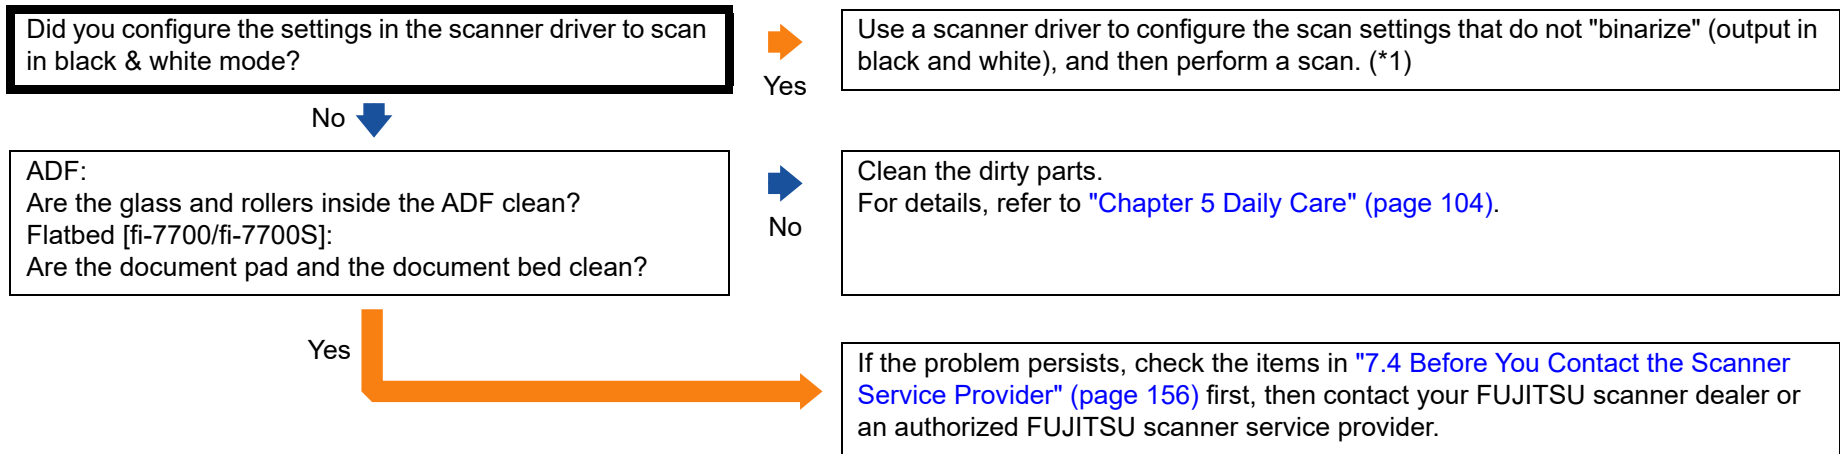 Did you configure the settings in the scanner driver to scan
in black & white mode?
Yes
Use a scanner driver to configure the scan settings that do not "binarize" (output in
black and white), and then perform a scan. (*1)
No
ADF:
Are the glass and rollers inside the ADF clean?
Flatbed [fi-7700/fi-7700S]:
Are the document pad and the document bed clean?
No
Clean the dirty parts.
For details, refer to "Chapter 5 Daily Care" (page 104).
Yes
If the problem persists, check the items in "7.4 Before You Contact the Scanner
Service Provider" (page 156) first, then contact your FUJITSU scanner dealer or
an authorized FUJITSU scanner service provider.